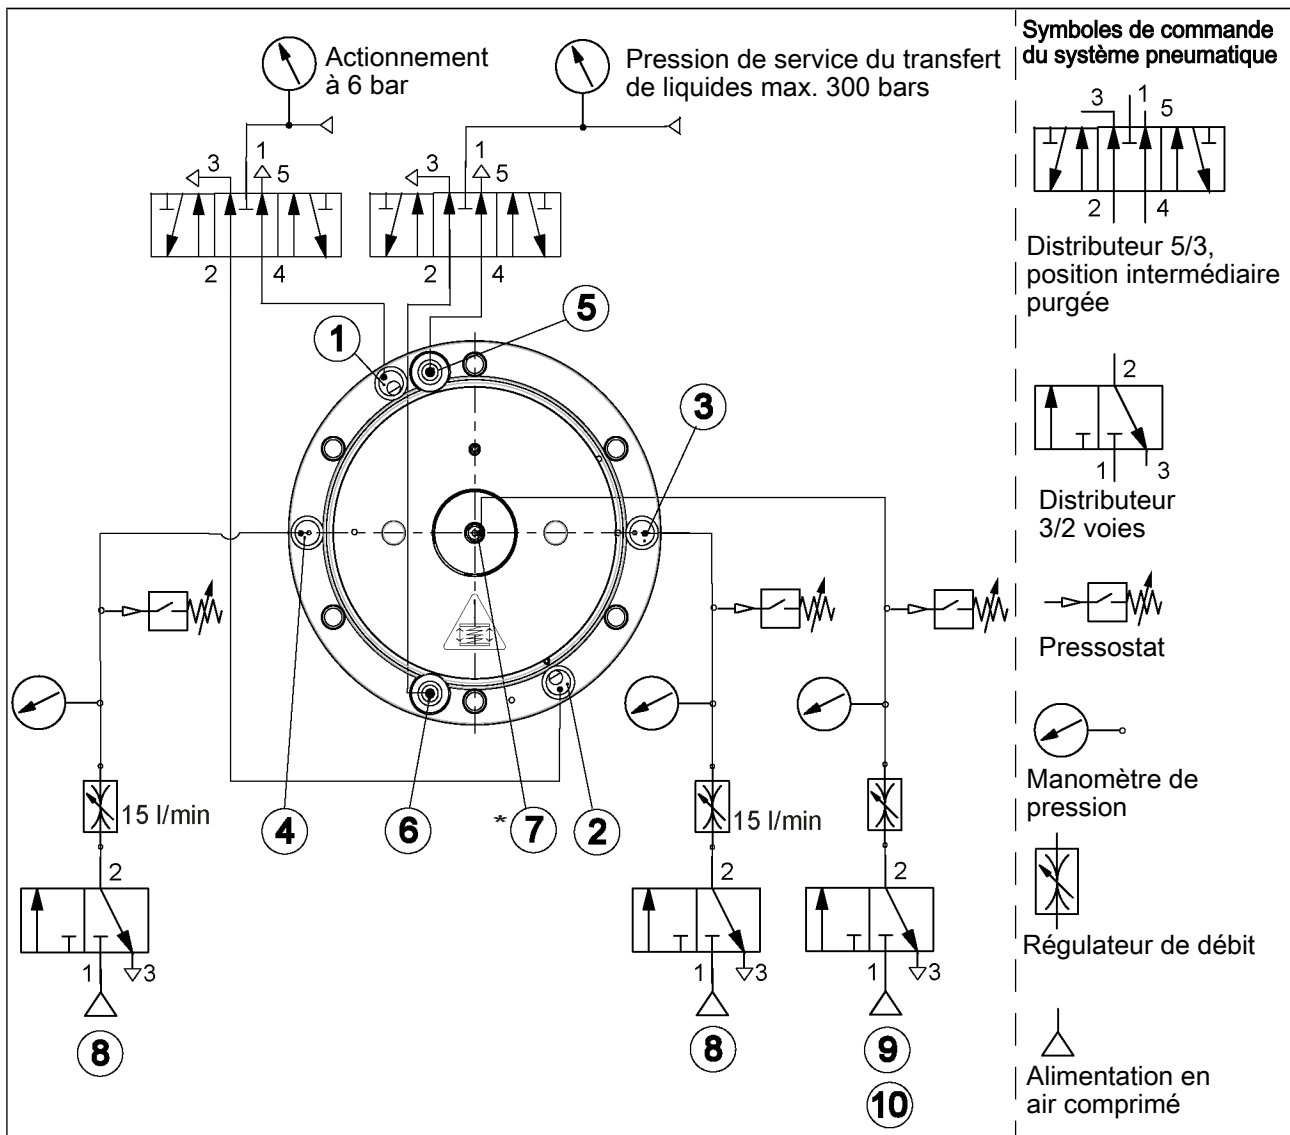 Actionnement
à 6 bar
Pression de service du transfert
de liquides max. 300 bars
Symboles de commande
du système pneumatique
3
1
5
2
4
Distributeur 5/3,
position intermédiaire
purgée
2
1
3
Distributeur
3/2 voies
Pressostat
Manomètre de
pression
Régulateur de débit
Alimentation en
air comprimé
3
1
5
2
4
3
1
5
2
4
1
5
3
4
6
* 7
2
15 l/min
15 l/min
2
1
3
2
1
3
2
1
3
8
8
9
10